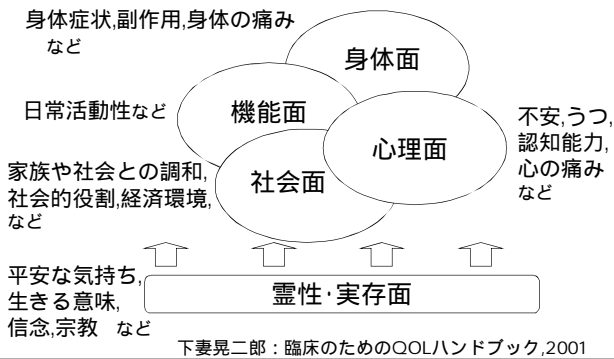 身体症状,副作用,身体の痛み
など
身体面
日常活動性など
機能面
心理面
不安,うつ,
認知能力,
心の痛み
など
家族や社会との調和,
社会的役割,経済環境,
など
社会面
平安な気持ち,
生きる意味,
信念,宗教 など
霊性・実存面
下妻晃二郎：臨床のためのQOLハンドブック,2001